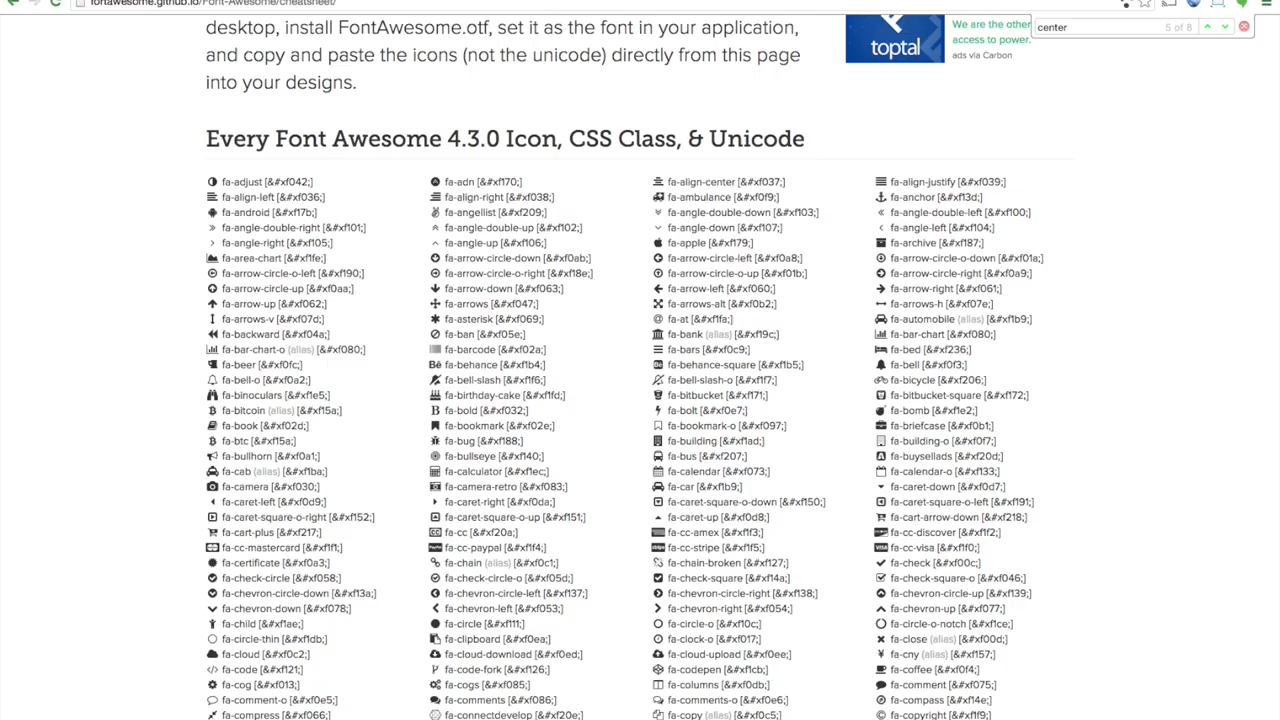 fortawesome.github.io/Font-Awesome/cheatsheet/
center 5 of 8
desktop, install FontAwesome.otf, set it as the font in your application,
and copy and paste the icons (not the unicode) directly from this page
into your designs.
toptal
We are the other
access to power.
ads via Carbon
Every Font Awesome 4.3.0 Icon, CSS Class, & Unicode
fa-adjust [&#xf042;] fa-adn [&#xf170;] fa-align-center [&#xf037;] fa-align-justify [&#xf039;]
fa-align-left [&#xf036;] fa-align-right [&#xf038;] fa-ambulance [&#xf0f9;] fa-anchor [&#xf13d;]
fa-android [&#xf17b;] fa-angellist [&#xf209;] fa-angle-double-down [&#xf103;] fa-angle-double-left [&#xf100;]
fa-angle-double-right [&#xf101;] fa-angle-double-up [&#xf102;] fa-angle-down [&#xf107;] fa-angle-left [&#xf104;]
fa-angle-right [&#xf105;] fa-angle-up [&#xf106;] fa-apple [&#xf179;] fa-archive [&#xf187;]
fa-area-chart [&#xf1fe;] fa-arrow-circle-down [&#xf0ab;] fa-arrow-circle-left [&#xf0a8;] fa-arrow-circle-o-down [&#xf01a;]
fa-arrow-circle-o-left [&#xf190;] fa-arrow-circle-o-right [&#xf18e;] fa-arrow-circle-o-up [&#xf01b;] fa-arrow-circle-right [&#xf0a9;]
fa-arrow-circle-up [&#xf0aa;] fa-arrow-down [&#xf063;] fa-arrow-left [&#xf060;] fa-arrow-right [&#xf061;]
fa-arrow-up [&#xf062;] fa-arrows [&#xf047;] fa-arrows-alt [&#xf0b2;] fa-arrows-h [&#xf07e;]
fa-arrows-v [&#xf07d;] fa-asterisk [&#xf069;] fa-at [&#xf1fa;] fa-automobile (alias) [&#xf1b9;]
fa-backward [&#xf04a;] fa-ban [&#xf05e;] fa-bank (alias) [&#xf19c;] fa-bar-chart [&#xf080;]
fa-bar-chart-o (alias) [&#xf080;] fa-barcode [&#xf02a;] fa-bars [&#xf0c9;] fa-bed [&#xf236;]
fa-beer [&#xf0fc;] fa-behance [&#xf1b4;] fa-behance-square [&#xf1b5;] fa-bell [&#xf0f3;]
fa-bell-o [&#xf0a2;] fa-bell-slash [&#xf1f6;] fa-bell-slash-o [&#xf1f7;] fa-bicycle [&#xf206;]
fa-binoculars [&#xf1e5;] fa-birthday-cake [&#xf1fd;] fa-bitbucket [&#xf171;] fa-bitbucket-square [&#xf172;]
fa-bitcoin (alias) [&#xf15a;] fa-bold [&#xf032;] fa-bolt [&#xf0e7;] fa-bomb [&#xf1e2;]
fa-book [&#xf02d;] fa-bookmark [&#xf02e;] fa-bookmark-o [&#xf097;] fa-briefcase [&#xf0b1;]
fa-btc [&#xf15a;] fa-bug [&#xf188;] fa-building [&#xf1ad;] fa-building-o [&#xf0f7;]
fa-bullhorn [&#xf0a1;] fa-bullseye [&#xf140;] fa-bus [&#xf207;] fa-buysellads [&#xf20d;]
fa-cab (alias) [&#xf1ba;] fa-calculator [&#xf1ec;] fa-calendar [&#xf073;] fa-calendar-o [&#xf133;]
fa-camera [&#xf030;] fa-camera-retro [&#xf083;] fa-car [&#xf1b9;] fa-caret-down [&#xf0d7;]
fa-caret-left [&#xf0d9;] fa-caret-right [&#xf0da;] fa-caret-square-o-down [&#xf150;] fa-caret-square-o-left [&#xf191;]
fa-caret-square-o-right [&#xf152;] fa-caret-square-o-up [&#xf151;] fa-caret-up [&#xf0d8;] fa-cart-arrow-down [&#xf218;]
fa-cart-plus [&#xf217;] fa-cc [&#xf20a;] fa-cc-amex [&#xf1f3;] fa-cc-discover [&#xf1f2;]
fa-cc-mastercard [&#xf1f1;] fa-cc-paypal [&#xf1f4;] fa-cc-stripe [&#xf1f5;] fa-cc-visa [&#xf1f0;]
fa-certificate [&#xf0a3;] fa-chain (alias) [&#xf0c1;] fa-chain-broken [&#xf127;] fa-check [&#xf00c;]
fa-check-circle [&#xf058;] fa-check-circle-o [&#xf05d;] fa-check-square [&#xf14a;] fa-check-square-o [&#xf046;]
fa-chevron-circle-down [&#xf13a;] fa-chevron-circle-left [&#xf137;] fa-chevron-circle-right [&#xf138;] fa-chevron-circle-up [&#xf139;]
fa-chevron-down [&#xf078;] fa-chevron-left [&#xf053;] fa-chevron-right [&#xf054;] fa-chevron-up [&#xf077;]
fa-child [&#xf1ae;] fa-circle [&#xf111;] fa-circle-o [&#xf10c;] fa-circle-o-notch [&#xf1ce;]
fa-circle-thin [&#xf1db;] fa-clipboard [&#xf0ea;] fa-clock-o [&#xf017;] fa-close (alias) [&#xf00d;]
fa-cloud [&#xf0c2;] fa-cloud-download [&#xf0ed;] fa-cloud-upload [&#xf0ee;] fa-cny (alias) [&#xf157;]
fa-code [&#xf121;] fa-code-fork [&#xf126;] fa-codepen [&#xf1cb;] fa-coffee [&#xf0f4;]
fa-cog [&#xf013;] fa-cogs [&#xf085;] fa-columns [&#xf0db;] fa-comment [&#xf075;]
fa-comment-o [&#xf0e5;] fa-comments [&#xf086;] fa-comments-o [&#xf0e6;] fa-compass [&#xf14e;]
fa-compress [&#xf066;] fa-connectdevelop [&#xf20e;] fa-copy (alias) [&#xf0c5;] fa-copyright [&#xf1f9;]